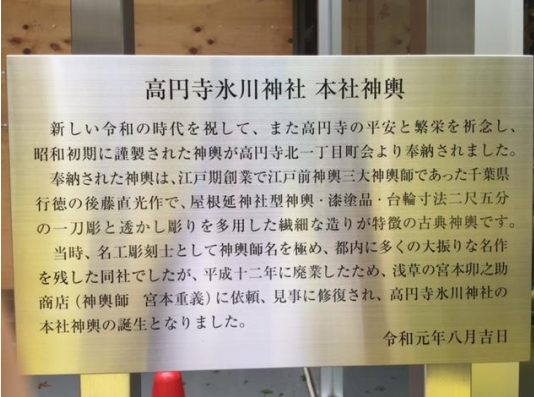 高円寺氷川神社 本社神輿
新しい令和の時代を祝して、また高円寺の平安と繁栄を祈念し、
昭和初期に謹製された神輿が高円寺北一丁目町会より奉納されました。
奉納された神輿は、江戸期創業で江戸前神輿三大神輿師であった千葉県
行徳の後藤直光作で、屋根延神社型神輿・漆塗品・台輪寸法二尺五分
の一刀彫と透かし彫りを多用した繊細な造りが特徴の古典神輿です。
当時、名工彫刻士として神輿師名を極め、都内に多くの大振りな名作
を残した同社でしたが、平成十二年に廃業したため、浅草の宮本卯之助
商店（神輿師 宮本重義）に依頼、見事に修復され、高円寺氷川神社の
本社神輿の誕生となりました。
令和元年八月吉日